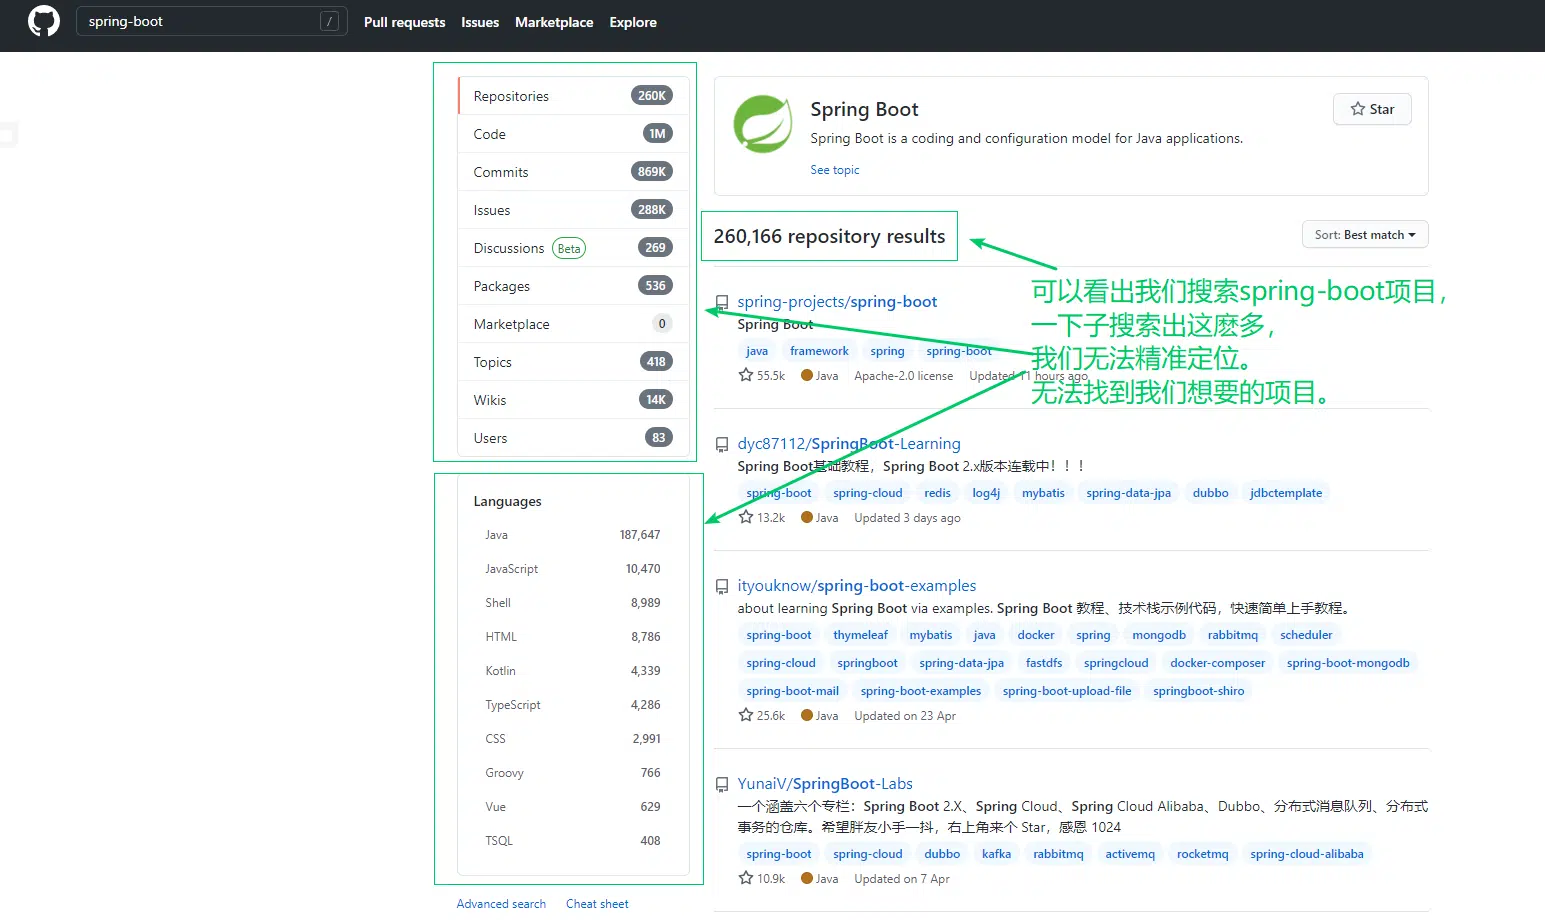 spring-boot
/
Pull requests
Issues
Marketplace
Explore
Repositories 260K
Code 1M
Commits 869K
Issues 288K
Discussions Beta 269
Packages 536
Marketplace 0
Topics 418
Wikis 14K
Users 83
Languages
Java 187,647
JavaScript 10,470
Shell 8,989
HTML 8,786
Kotlin 4,339
TypeScript 4,286
CSS 2,991
Groovy 766
Vue 629
TSQL 408
Advanced search Cheat sheet
Spring Boot
Star
Spring Boot is a coding and configuration model for Java applications.
See topic
260,166 repository results
Sort: Best match
可以看出我们搜索spring-boot项目，
一下子搜索出这麽多，
我们无法精准定位。
无法找到我们想要的项目。
spring-projects/spring-boot
Spring Boot
java framework spring spring-boot
55.5k Java Apache-2.0 license Updated 11 hours ago
dyc87112/SpringBoot-Learning
Spring Boot基础教程，Spring Boot 2.x版本连载中！！！
spring-boot spring-cloud redis log4j mybatis spring-data-jpa dubbo jdbctemplate
13.2k Java Updated 3 days ago
ityouknow/spring-boot-examples
about learning Spring Boot via examples. Spring Boot 教程、技术栈示例代码，快速简单上手教程。
spring-boot thymeleaf mybatis java docker spring mongodb rabbitmq scheduler
spring-cloud springboot spring-data-jpa fastdfs springcloud docker-composer spring-boot-mongodb
spring-boot-mail spring-boot-examples spring-boot-upload-file springboot-shiro
25.6k Java Updated on 23 Apr
YunaiV/SpringBoot-Labs
一个涵盖六个专栏：Spring Boot 2.X、Spring Cloud、Spring Cloud Alibaba、Dubbo、分布式消息队列、分布式
事务的仓库。希望胖友小手一抖，右上角来个 Star，感恩 1024
spring-boot spring-cloud dubbo kafka rabbitmq activemq rocketmq spring-cloud-alibaba
10.9k Java Updated on 7 Apr